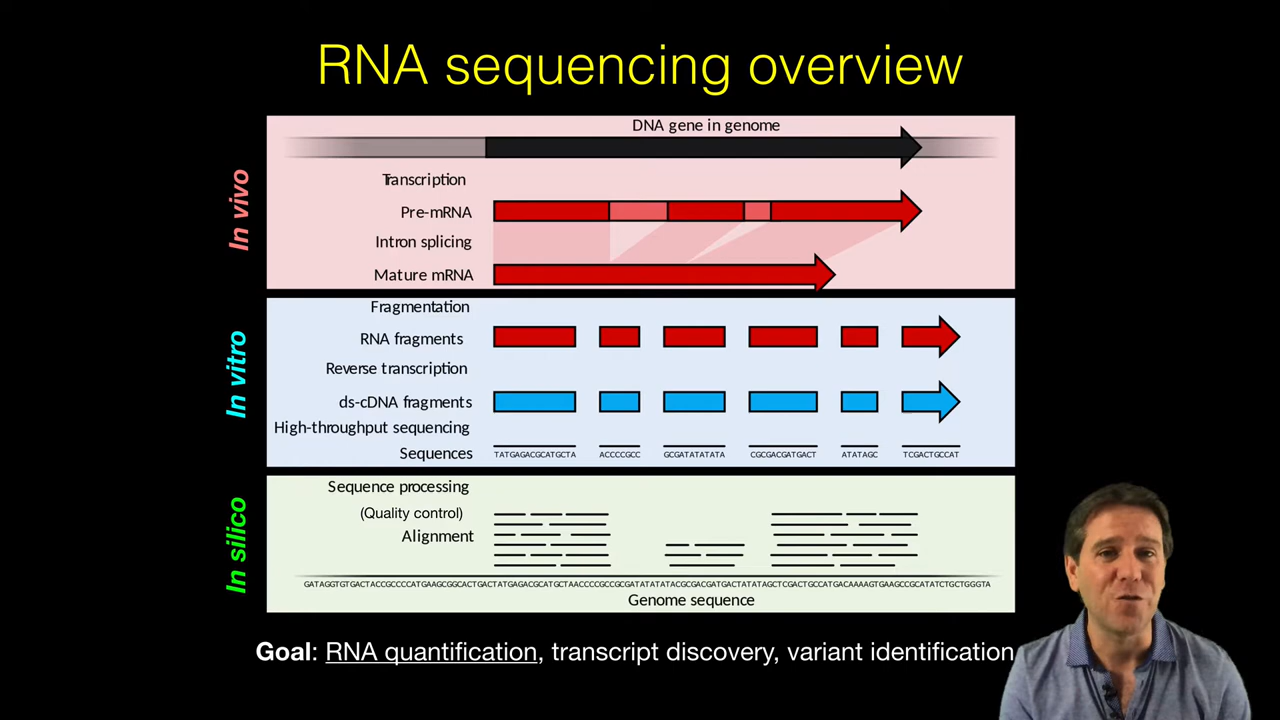 RNA sequencing overview
In vivo
DNA gene in genome
Transcription
Pre-mRNA
Intron splicing
Mature mRNA
In vitro
Fragmentation
RNA fragments
Reverse transcription
ds-cDNA fragments
High-throughput sequencing
Sequences TATGAGACGCATGCTA ACCCCGCC GCGATATATATA CGCGACGATGACT ATATAGC TCGACTGCCAT
In silico
Sequence processing
(Quality control)
Alignment
GATAGGTGTGACTACCGCCCCATGAAGCGGCACTGACTATGAGACGCATGCTAACCCCGCCGCGATATATATACGCGACGATGACTATATAGCTCGACTGCCATGACAAAAGTGAAGCCGCATATCTGCTGGGTA
Genome sequence
Goal: RNA quantification, transcript discovery, variant identification